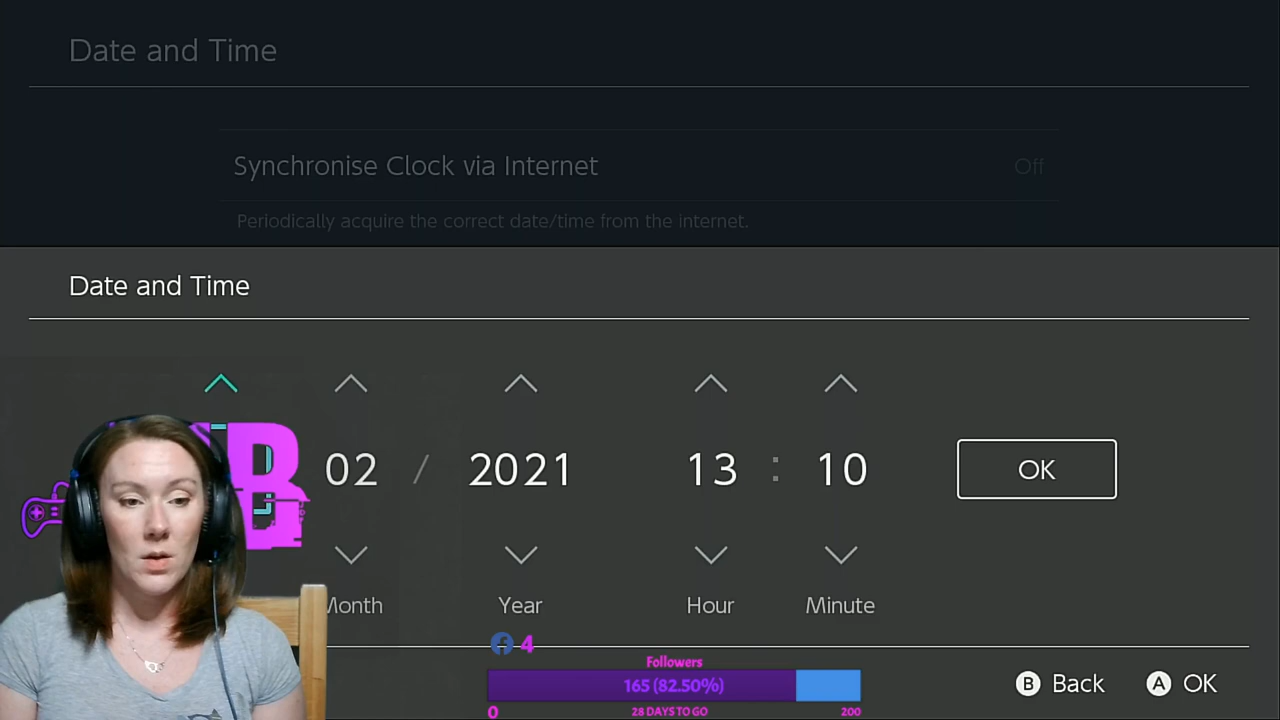 Date and Time
Synchronise Clock via Internet Off
Periodically acquire the correct date/time from the internet.
Date and Time
02 / 2021 13 : 10 OK
Month Year Hour Minute
4
Followers
165 (82.50%)
0 28 DAYS TO GO 200
B Back A OK